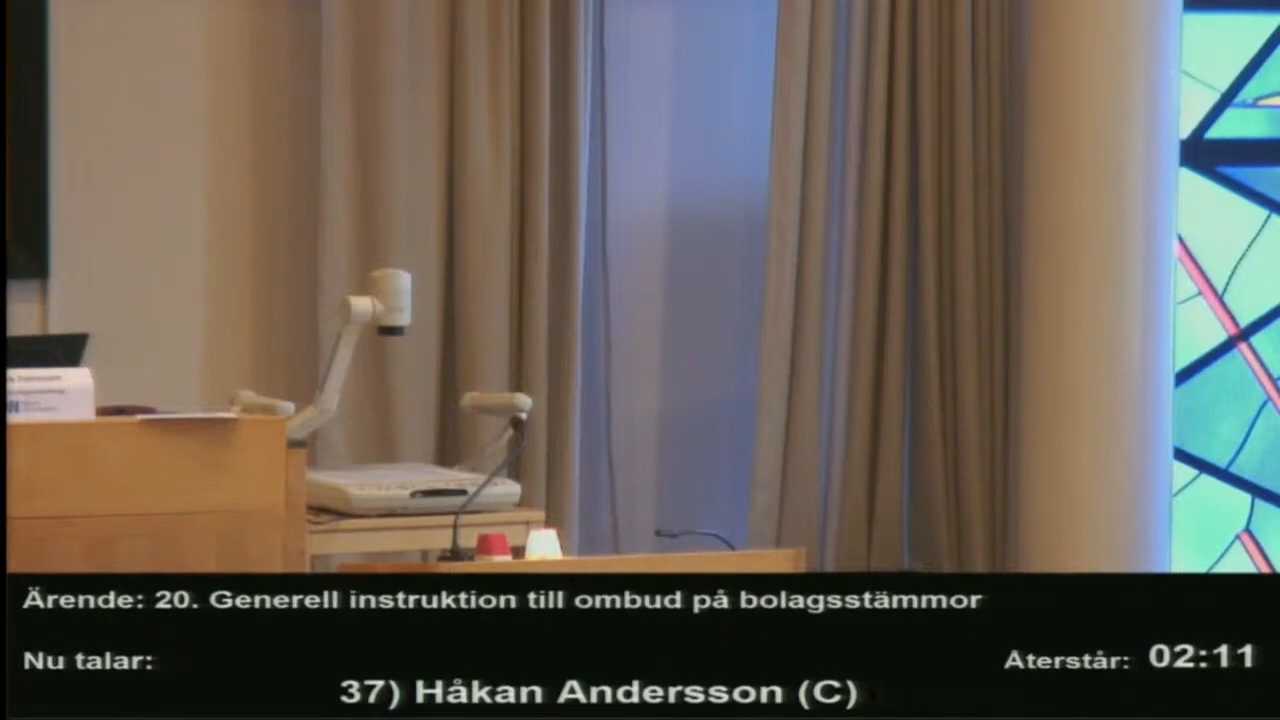 Ärende: 20. Generell instruktion till ombud på bolagsstämmor
Nu talar:
Återstår: 02:11
37) Håkan Andersson (C)